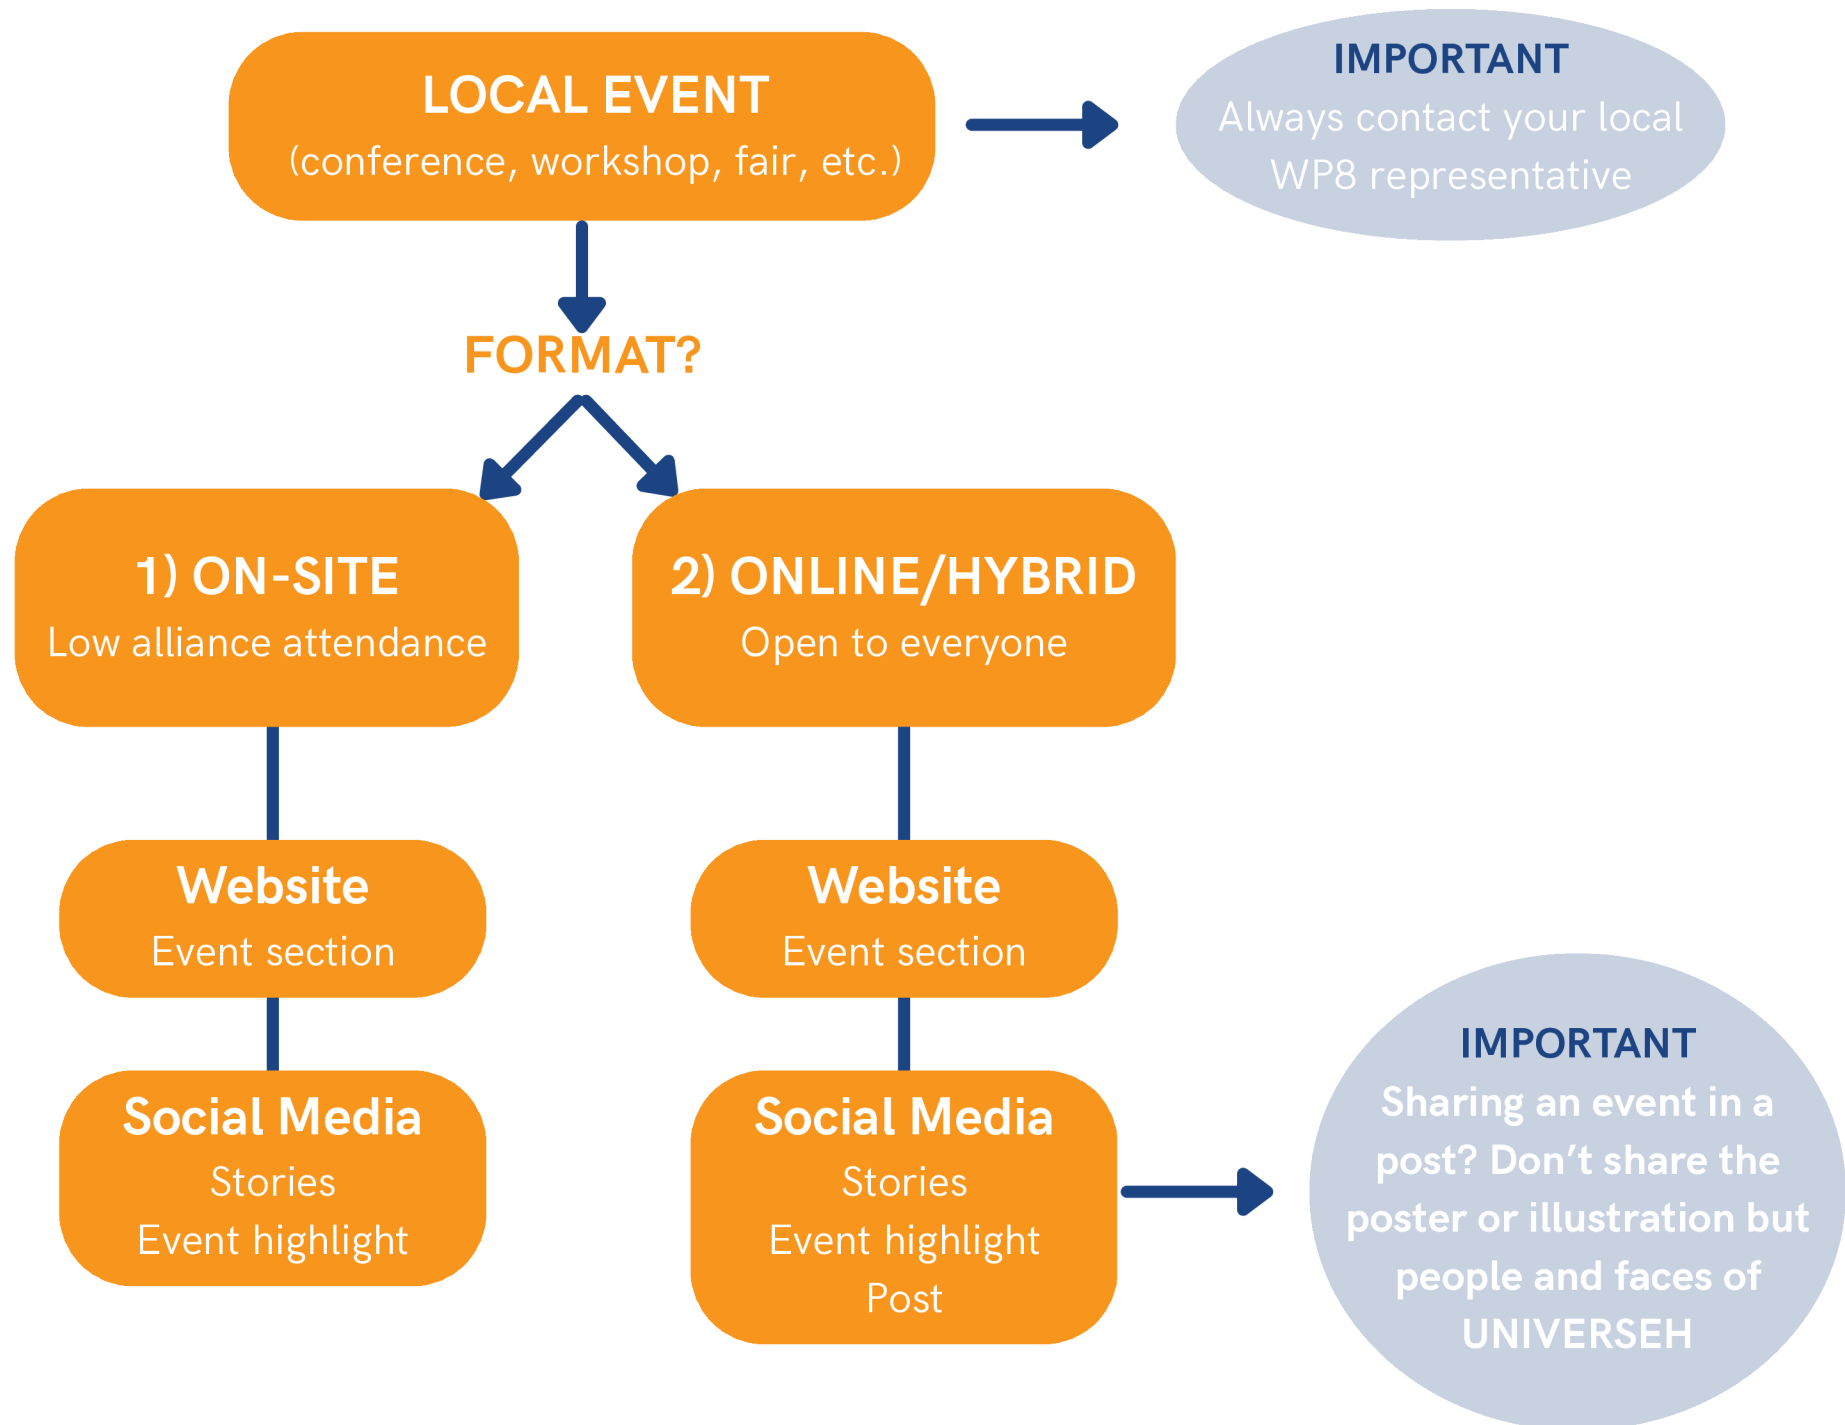 LOCAL EVENT
(conference, workshop, fair, etc.)
IMPORTANT
Always contact your local
WP8 representative
FORMAT?
1) ON-SITE
Low alliance attendance
2) ONLINE/HYBRID
Open to everyone
Website
Event section
Website
Event section
Social Media
Stories
Event highlight
Social Media
Stories
Event highlight
Post
IMPORTANT
Sharing an event in a
post? Don’t share the
poster or illustration but
people and faces of
UNIVERSEH